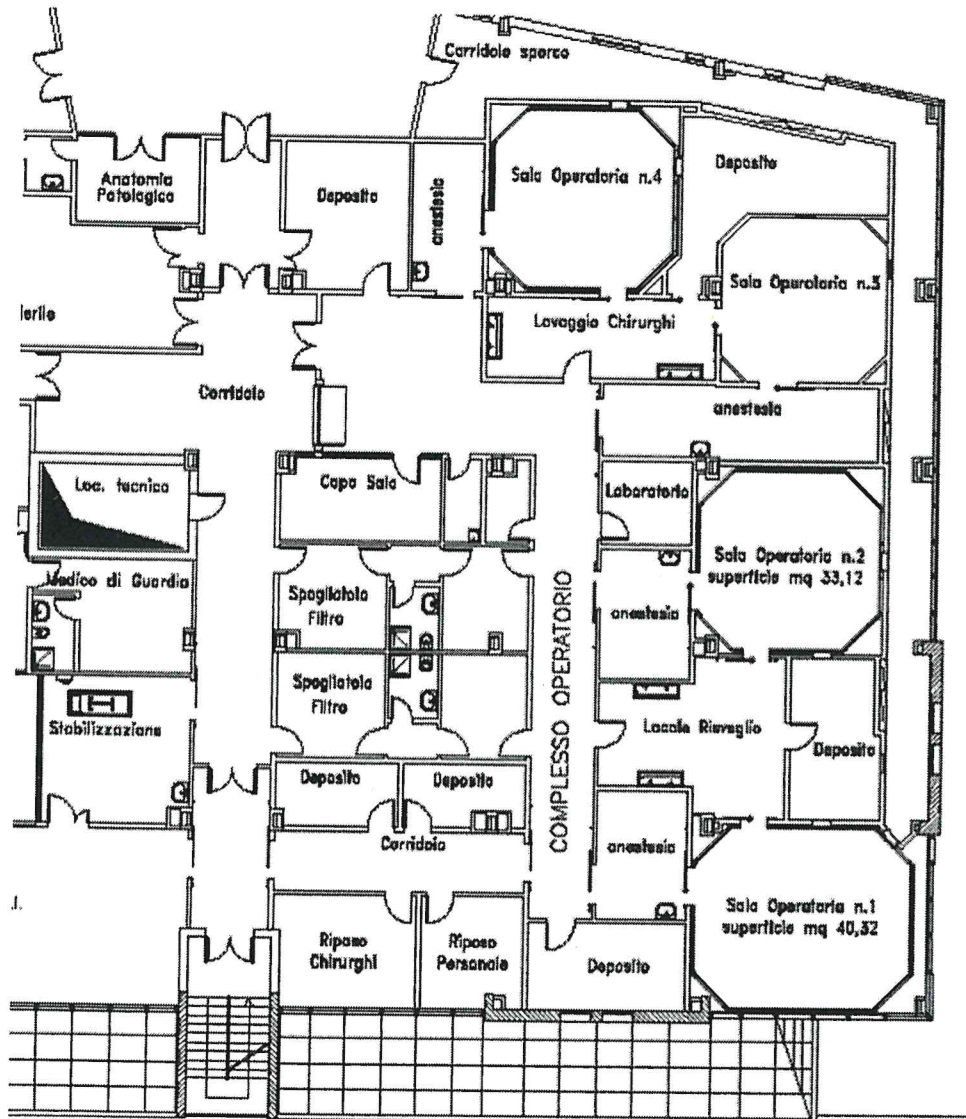 Corridoio sporco
Anatomia
Patologica
Deposito
anestesia
Sala Operatoria n.4
Deposito
Sala Operatoria n.3
Lavaggio Chirurghi
Corridoio
anestesia
Loc. tecnico
Capo Sala
Laboratorio
Sala Operatoria n.2
superficie mq 33,12
Medico di Guardia
Spogliatoio
Filtro
anestesia
COMPLESSO OPERATORIO
Spogliatoio
Filtro
Stabilizzazione
Locale Risveglio
Deposito
Deposito
Deposito
Corridoio
anestesia
Sala Operatoria n.1
superficie mq 40,32
Riposo
Chirurghi
Riposo
Personale
Deposito